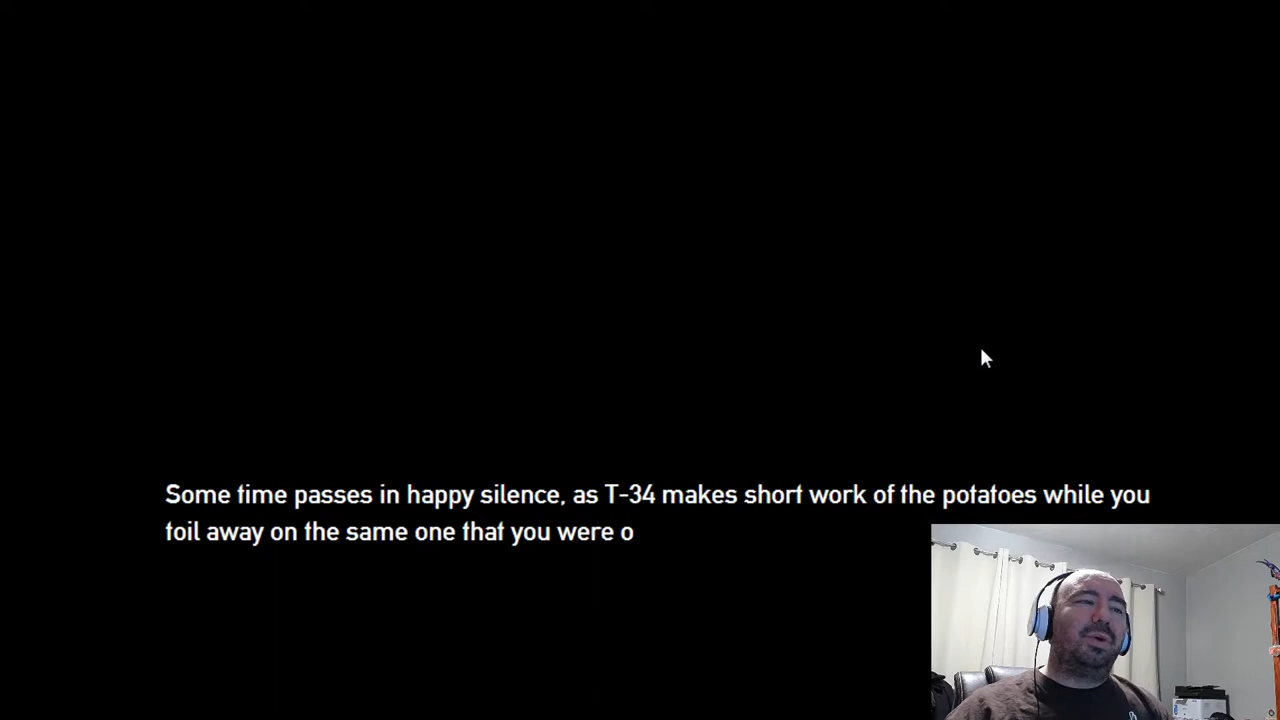 Some time passes in happy silence, as T-34 makes short work of the potatoes while you
toil away on the same one that you were o